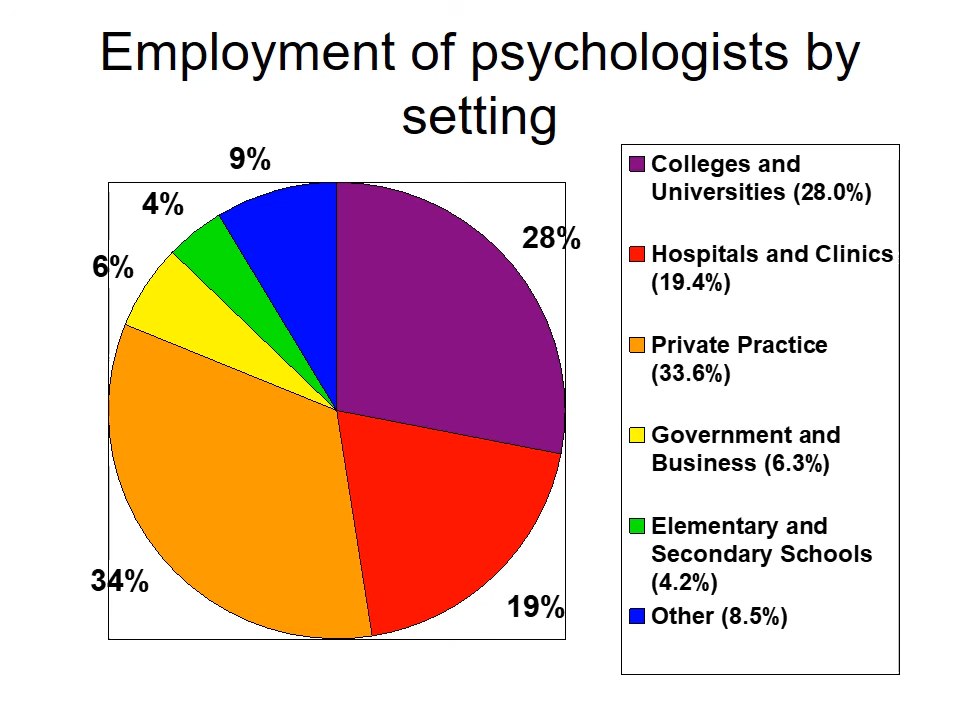 Employment of psychologists by
setting
9%
4%
6%
28%
34%
19%
Colleges and
Universities (28.0%)
Hospitals and Clinics
(19.4%)
Private Practice
(33.6%)
Government and
Business (6.3%)
Elementary and
Secondary Schools
(4.2%)
Other (8.5%)